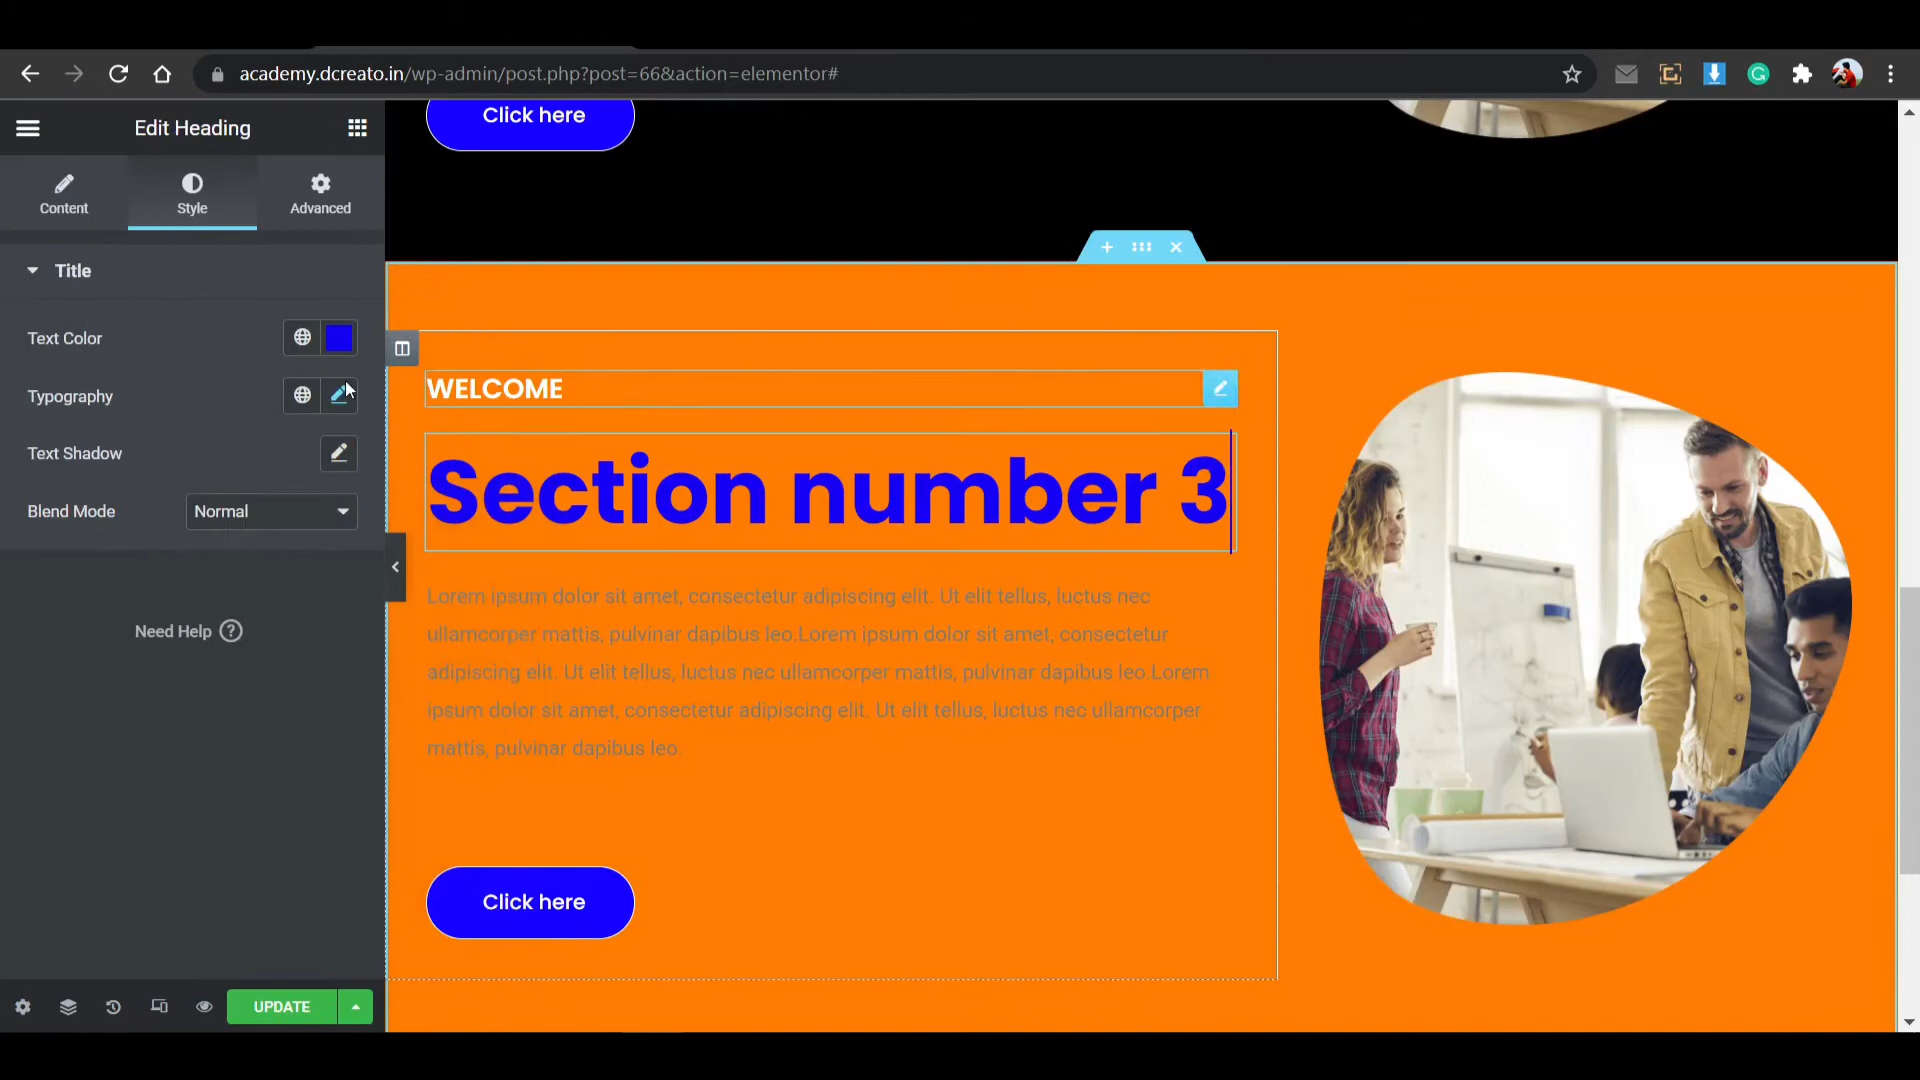 academy.dcreato.in/wp-admin/post.php?post=66&action=elementor#
Edit Heading
Content
Style
Advanced
Title
Text Color
Typography
Text Shadow
Blend Mode
Normal
Need Help
UPDATE
Click here
WELCOME
Section number 3
Lorem ipsum dolor sit amet, consectetur adipiscing elit. Ut elit tellus, luctus nec
ullamcorper mattis, pulvinar dapibus leo.Lorem ipsum dolor sit amet, consectetur
adipiscing elit. Ut elit tellus, luctus nec ullamcorper mattis, pulvinar dapibus leo.Lorem
ipsum dolor sit amet, consectetur adipiscing elit. Ut elit tellus, luctus nec ullamcorper
mattis, pulvinar dapibus leo.
Click here